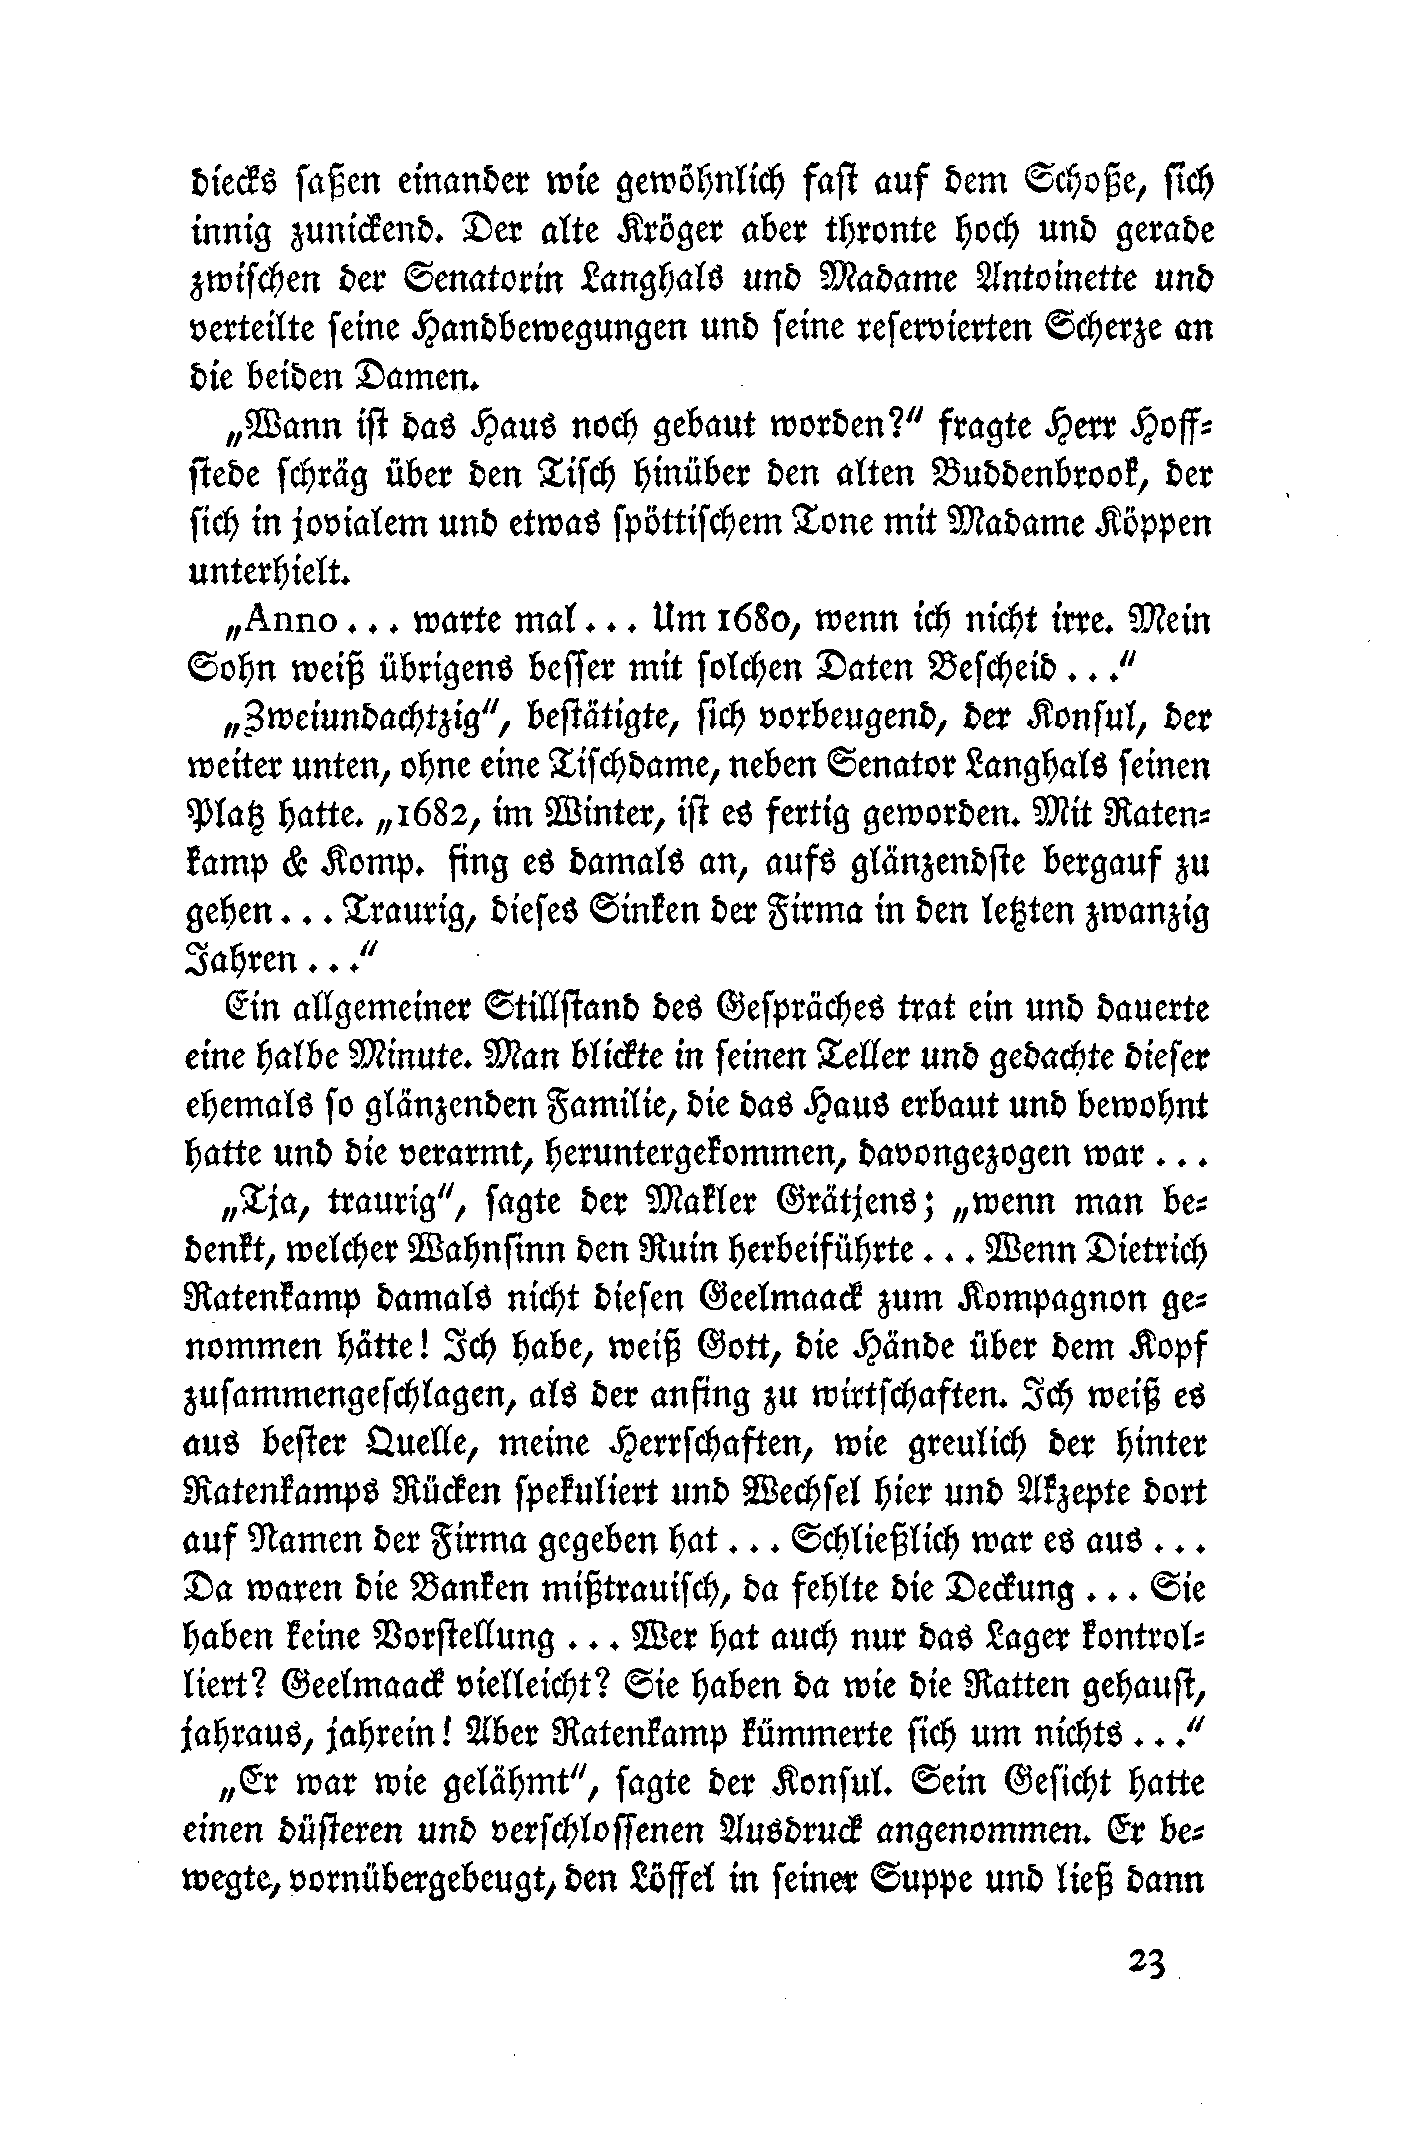 diecks saßen einander wie gewöhnlich fast auf dem Schoße, sich
innig zunickend. Der alte Kröger aber thronte hoch und gerade
zwischen der Senatorin Langhals und Madame Antoinette und
verteilte seine Handbewegungen und seine reservierten Scherze an
die beiden Damen.
„Wann ist das Haus noch gebaut worden?“ fragte Herr Hoff-
stede schräg über den Tisch hinüber den alten Buddenbrook, der
sich in jovialem und etwas spöttischem Tone mit Madame Köppen
unterhielt.
„Anno... warte mal... Um 1680, wenn ich nicht irre. Mein
Sohn weiß übrigens besser mit solchen Daten Bescheid...“
„Zweiundachtzig“, bestätigte, sich vorbeugend, der Konsul, der
weiter unten, ohne eine Tischdame, neben Senator Langhals seinen
Platz hatte. „1682, im Winter, ist es fertig geworden. Mit Raten-
kamp & Komp. fing es damals an, aufs glänzendste bergauf zu
gehen... Traurig, dieses Sinken der Firma in den letzten zwanzig
Jahren...“
Ein allgemeiner Stillstand des Gespräches trat ein und dauerte
eine halbe Minute. Man blickte in seinen Teller und gedachte dieser
ehemals so glänzenden Familie, die das Haus erbaut und bewohnt
hatte und die verarmt, heruntergekommen, davongezogen war...
„Tja, traurig“, sagte der Makler Grätjens; „wenn man be-
denkt, welcher Wahnsinn den Ruin herbeiführte... Wenn Dietrich
Ratenkamp damals nicht diesen Geelmaack zum Kompagnon ge-
nommen hätte! Ich habe, weiß Gott, die Hände über dem Kopf
zusammengeschlagen, als der anfing zu wirtschaften. Ich weiß es
aus bester Quelle, meine Herrschaften, wie greulich der hinter
Ratenkamps Rücken spekuliert und Wechsel hier und Akzepte dort
auf Namen der Firma gegeben hat... Schließlich war es aus...
Da waren die Banken mißtrauisch, da fehlte die Deckung... Sie
haben keine Vorstellung... Wer hat auch nur das Lager kontrol-
liert? Geelmaack vielleicht? Sie haben da wie die Ratten gehaust,
jahraus, jahrein! Aber Ratenkamp kümmerte sich um nichts...“
„Er war wie gelähmt“, sagte der Konsul. Sein Gesicht hatte
einen düsteren und verschlossenen Ausdruck angenommen. Er be-
wegte, vornübergebeugt, den Löffel in seiner Suppe und ließ dann
23